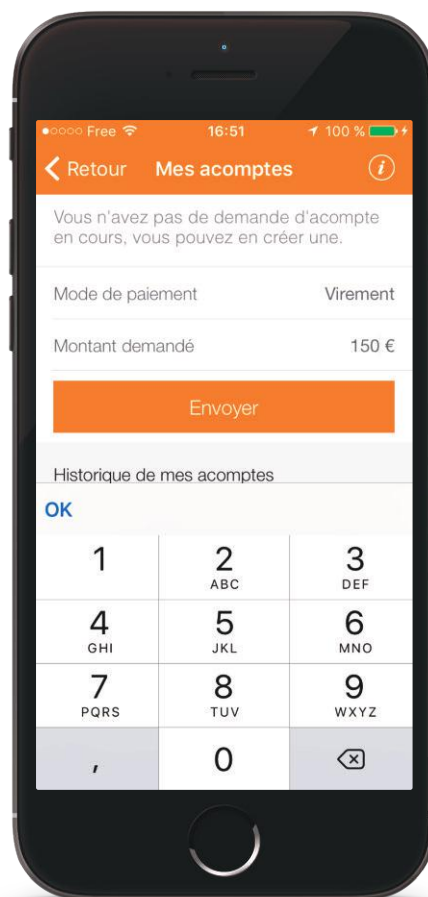 Free 16:51 100 %
Retour Mes acomptes i
Vous n'avez pas de demande d'acompte
en cours, vous pouvez en créer une.
Mode de paiement Virement
Montant demandé 150 €
Envoyer
Historique de mes acomptes
OK
1 2 3
ABC DEF
4 5 6
GHI JKL MNO
7 8 9
PQRS TUV WXYZ
, 0